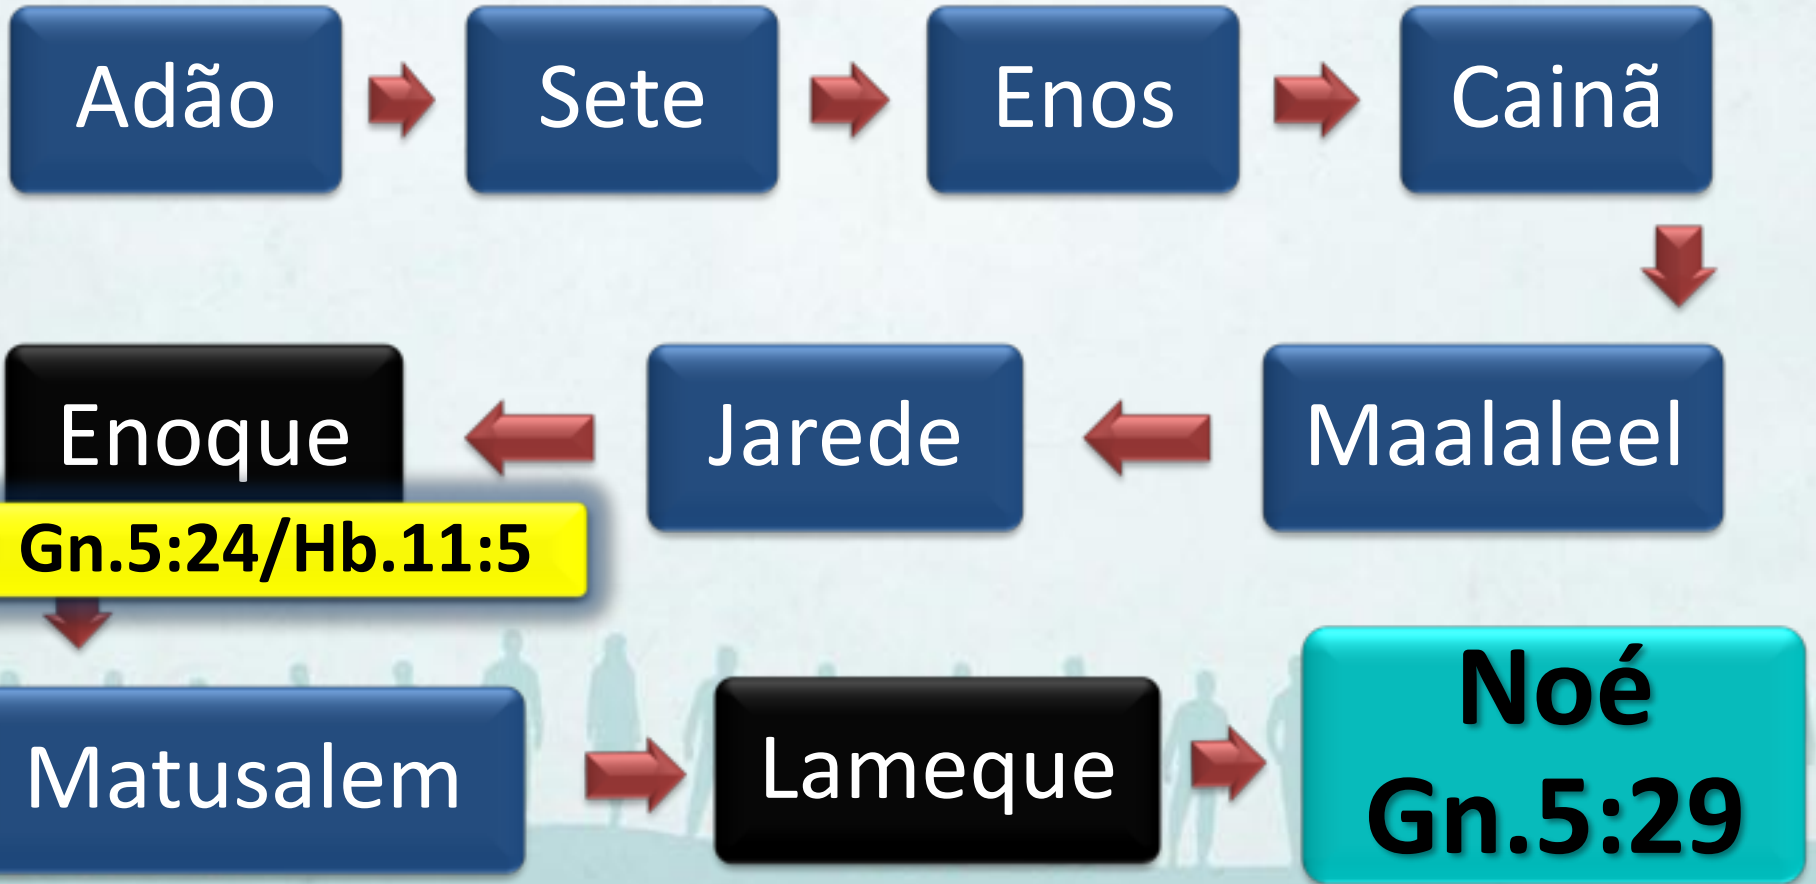 Adão
Sete
Enos
Cainã
Maalaleel
Jarede
Enoque
Gn.5:24/Hb.11:5
Matusalem
Lameque
Noé
Gn.5:29